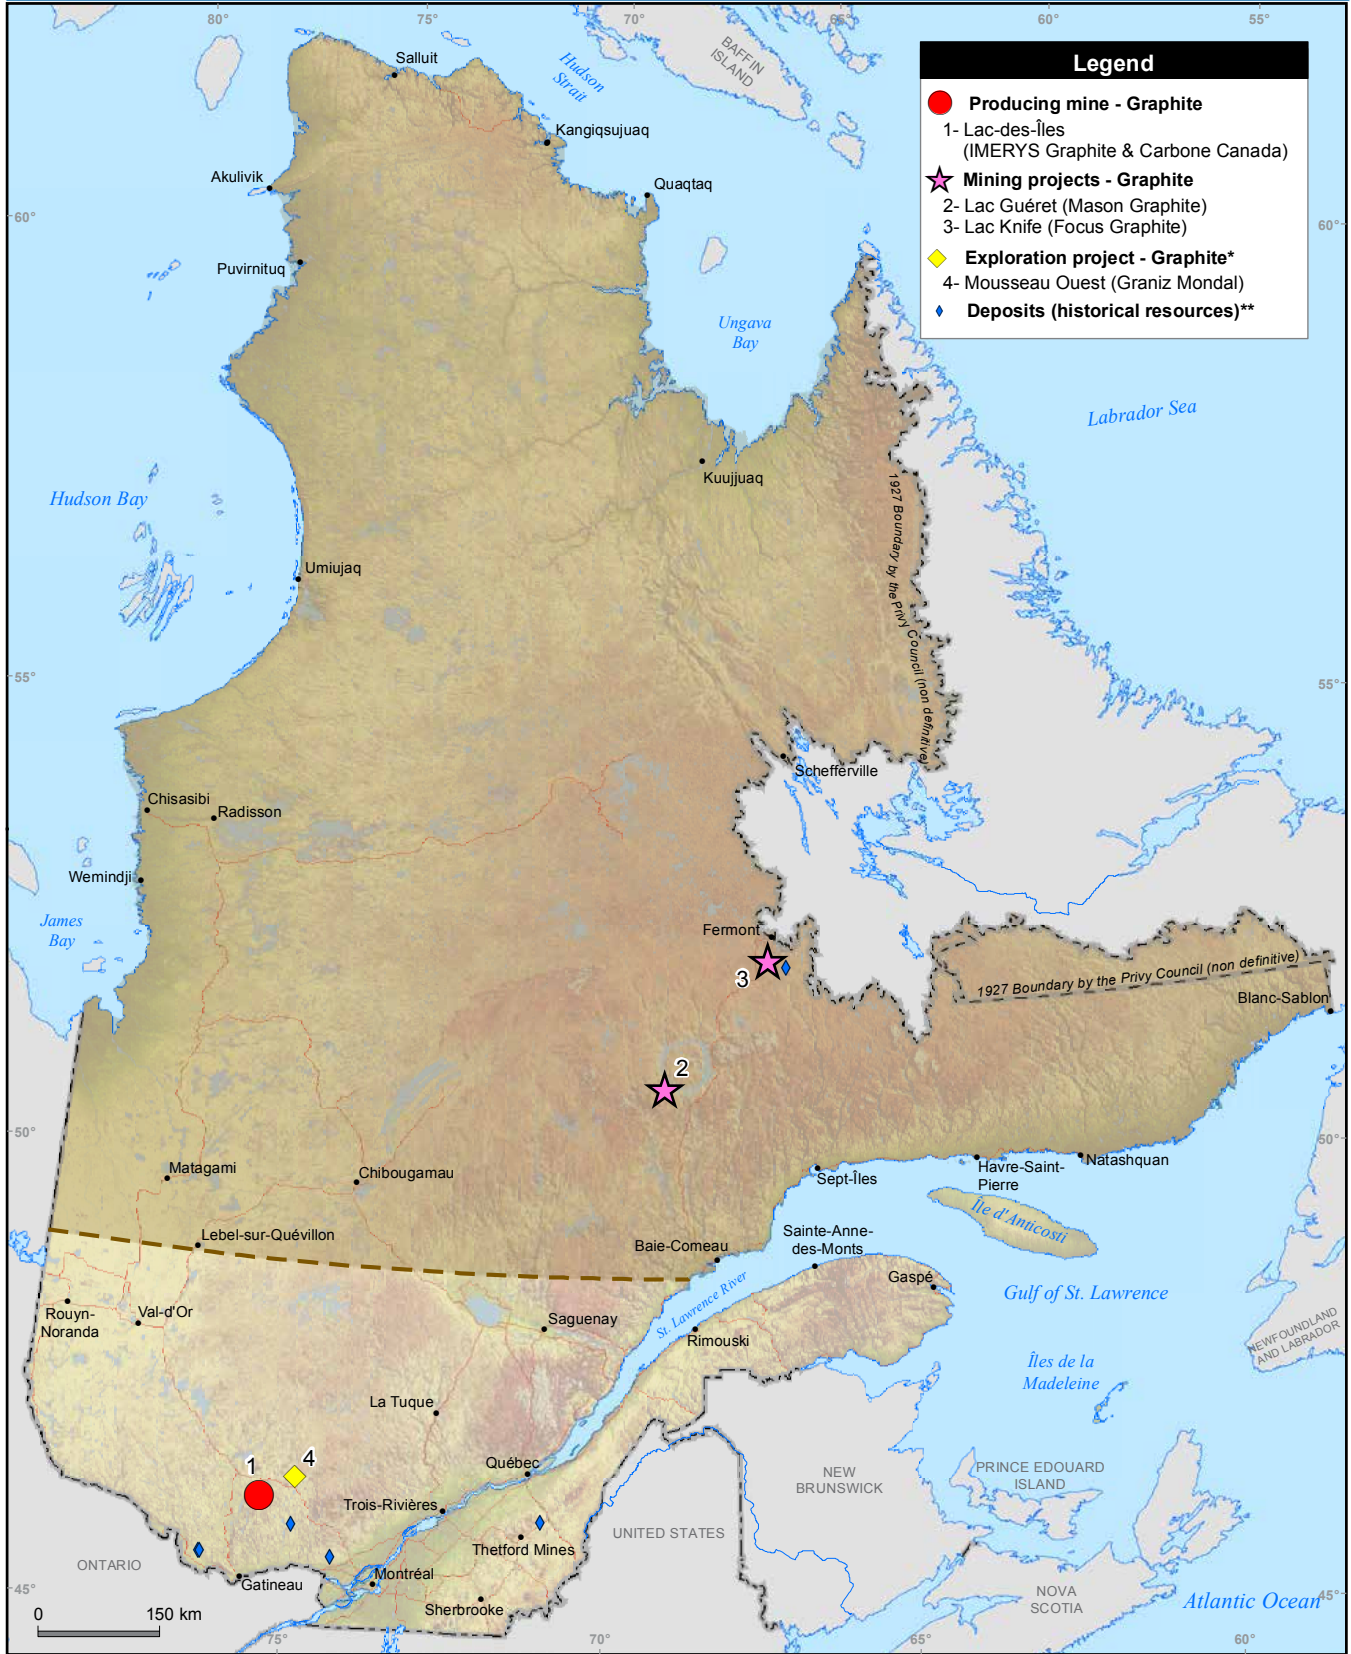 80°
75°
70°
65°
60°
55°
Legend
Producing mine - Graphite
1- Lac-des-Îles
(IMERYS Graphite & Carbone Canada)
Mining projects - Graphite
2- Lac Guéret (Mason Graphite)
3- Lac Knife (Focus Graphite)
Exploration project - Graphite*
4- Mousseau Ouest (Graniz Mondal)
Deposits (historical resources)**
BAFFIN
ISLAND
Hudson
Strait
Salluit
Kangiqsujuaq
Akulivik
Quaqtaq
60°
60°
Puvirnituq
Ungava
Bay
Labrador Sea
Kuujjuaq
Hudson Bay
1927 Boundary by the Privy Council (non definitive)
Umiujaq
55°
55°
Schefferville
Chisasibi
Radisson
Wemindji
James
Bay
Fermont
3
1927 Boundary by the Privy Council (non definitive)
Blanc-Sablon
2
50°
50°
Matagami
Chibougamau
Sept-Îles
Havre-Saint-
Pierre
Natashquan
Île d'Anticosti
Lebel-sur-Quévillon
Baie-Comeau
Sainte-Anne-
des-Monts
Gaspé
Gulf of St. Lawrence
St. Lawrence River
Rouyn-
Noranda
Val-d'Or
Saguenay
Rimouski
NEWFOUNDLAND
AND LABRADOR
Îles de la
Madeleine
La Tuque
1
4
Québec
Trois-Rivières
NEW
BRUNSWICK
PRINCE EDOUARD
ISLAND
UNITED STATES
Thetford Mines
ONTARIO
Gatineau
Montréal
Sherbrooke
NOVA
SCOTIA
Atlantic Ocean
45°
45°
0 150 km
75°
70°
65°
60°